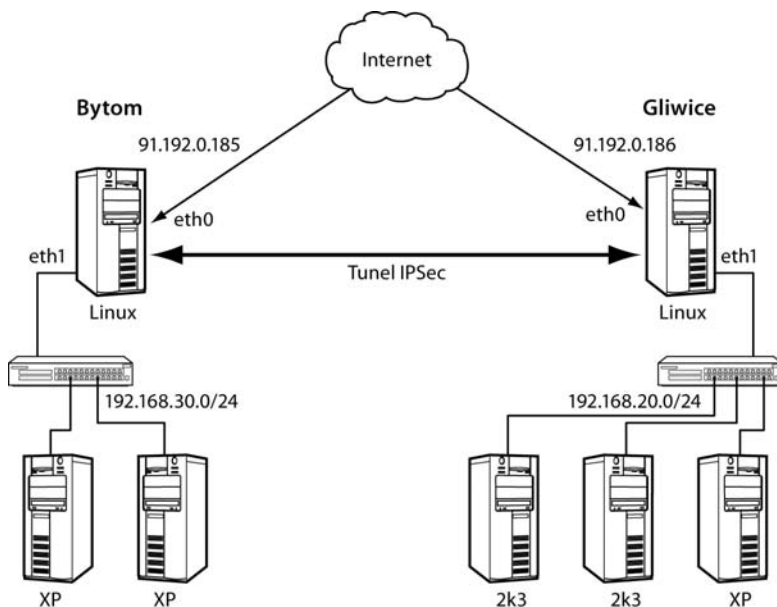 Internet
Bytom
Gliwice
91.192.0.185
91.192.0.186
eth0
eth0
eth1
eth1
Tunel IPSec
Linux
Linux
192.168.30.0/24
192.168.20.0/24
XP
XP
2k3
2k3
XP